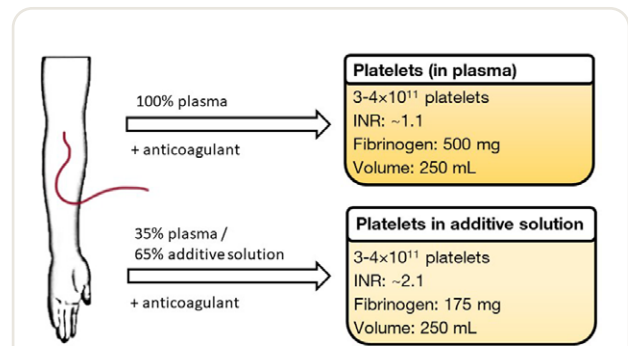 100% plasma
+ anticoagulant
Platelets (in plasma)
3-4×10¹¹ platelets
INR: ~1.1
Fibrinogen: 500 mg
Volume: 250 mL
35% plasma /
65% additive solution
+ anticoagulant
Platelets in additive solution
3-4×10¹¹ platelets
INR: ~2.1
Fibrinogen: 175 mg
Volume: 250 mL